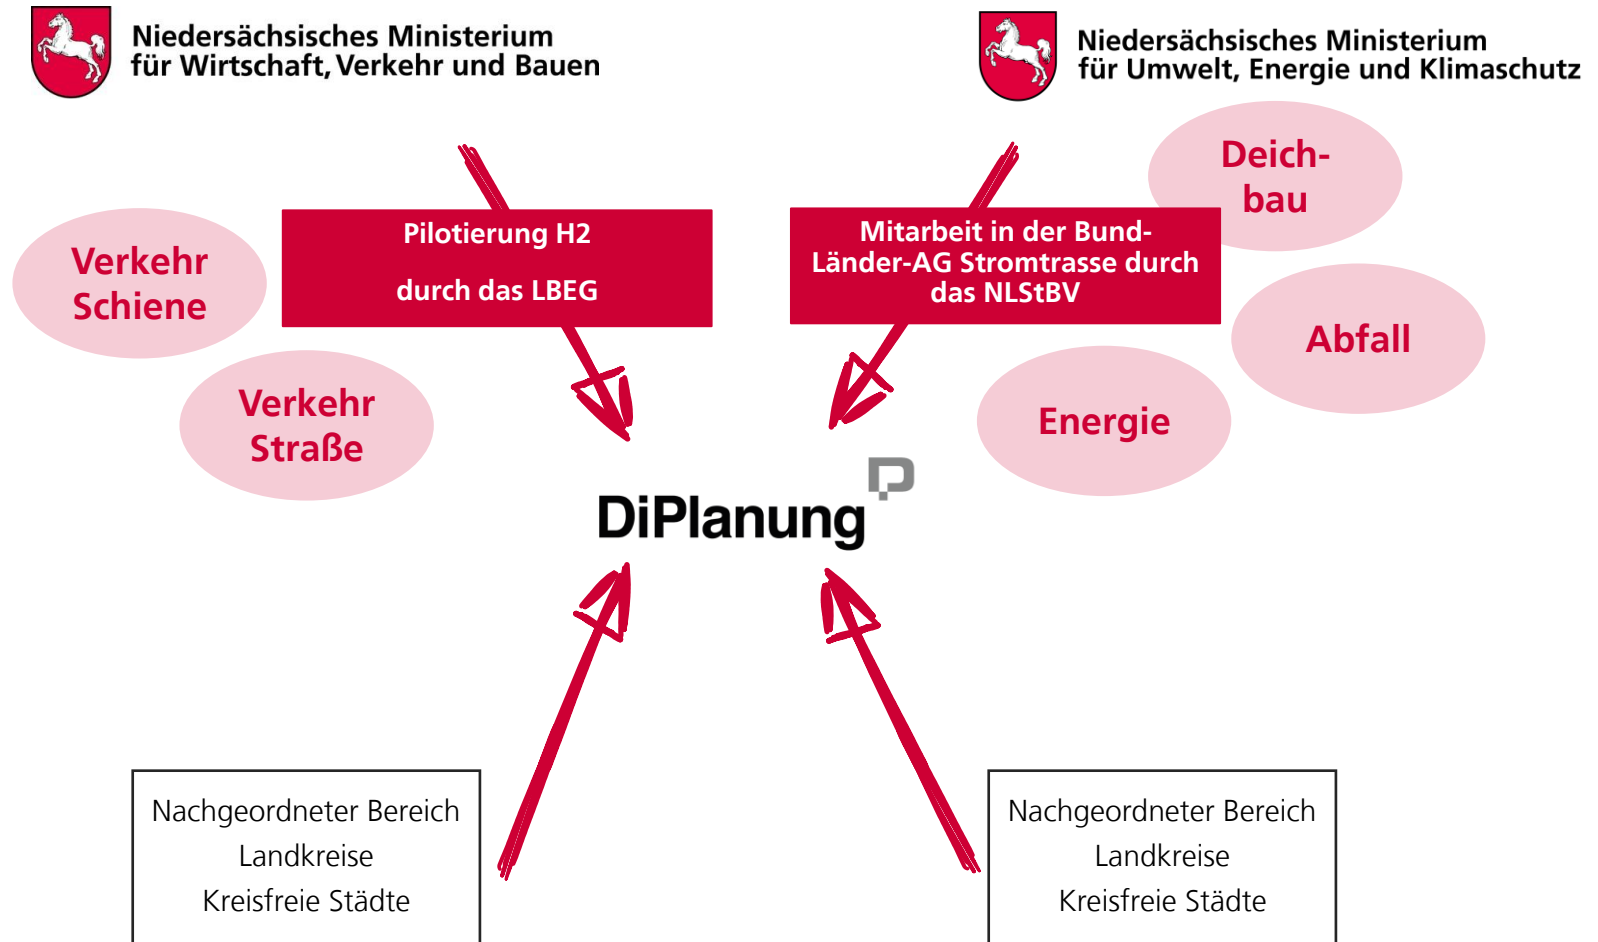 Niedersächsisches Ministerium
für Wirtschaft, Verkehr und Bauen
Niedersächsisches Ministerium
für Umwelt, Energie und Klimaschutz
Verkehr
Schiene
Verkehr
Straße
Pilotierung H2
durch das LBEG
Mitarbeit in der Bund-
Länder-AG Stromtrasse durch
das NLStBV
Deich-
bau
Abfall
Energie
DiPlanung
Nachgeordneter Bereich
Landkreise
Kreisfreie Städte
Nachgeordneter Bereich
Landkreise
Kreisfreie Städte